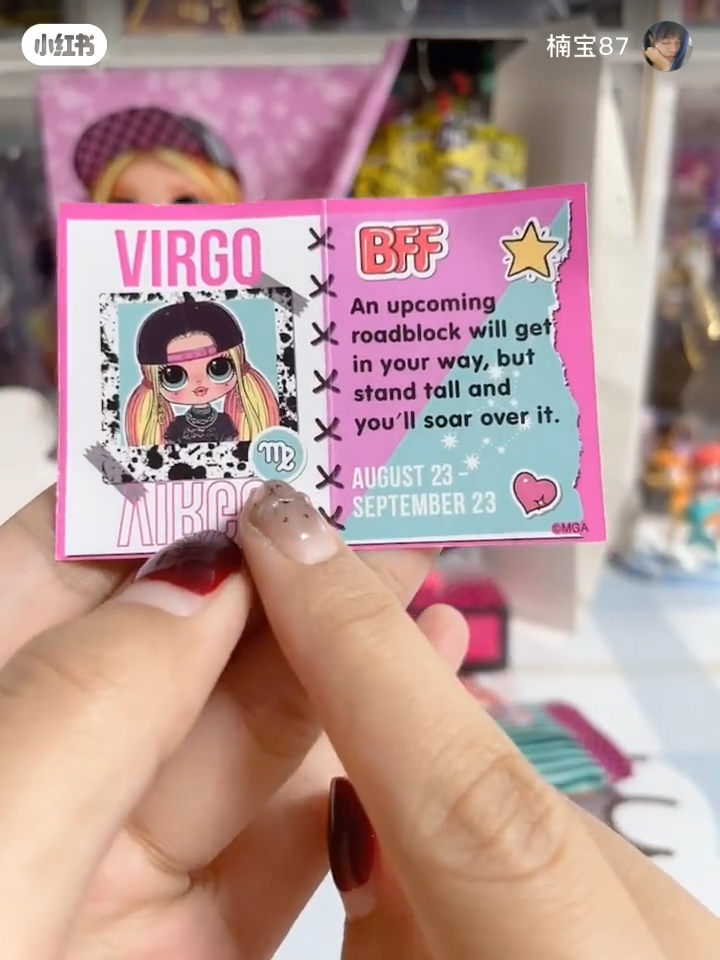 小红书
楠宝87
VIRGO
VIRGO
BFF
An upcoming
roadblock will get
in your way, but
stand tall and
you'll soar over it.
AUGUST 23 –
SEPTEMBER 23
©MGA